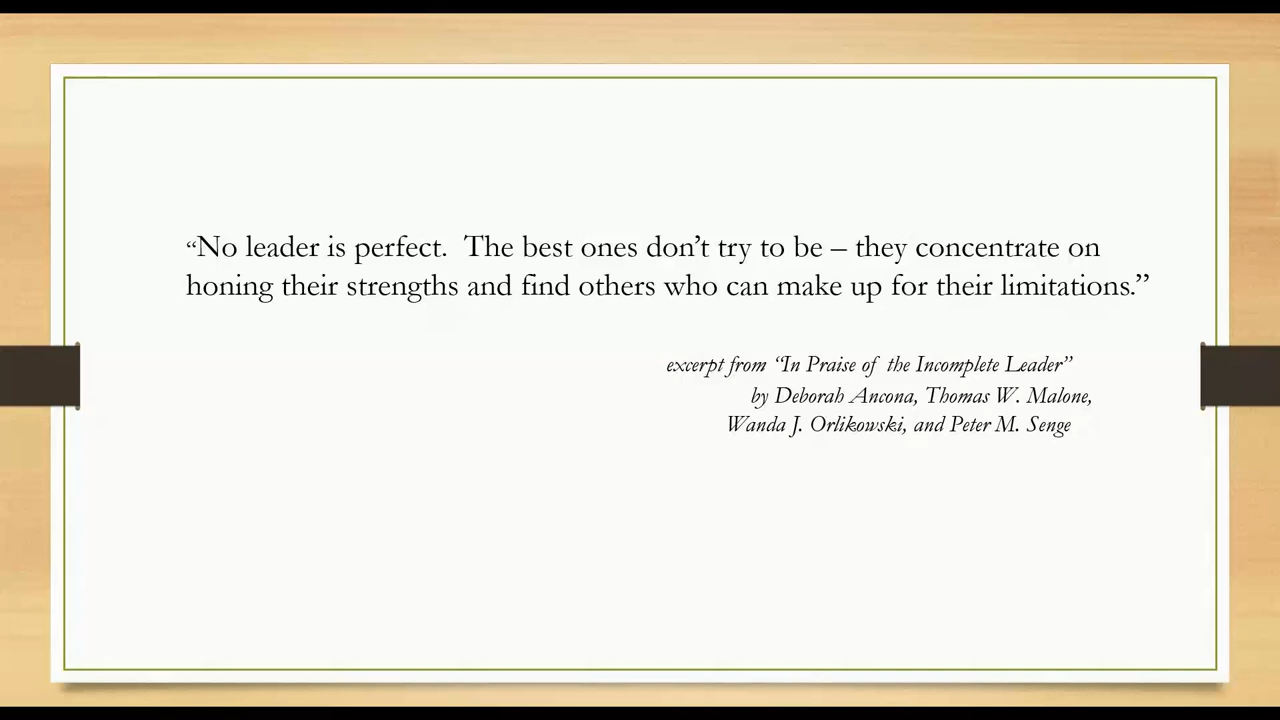 “No leader is perfect.  The best ones don’t try to be – they concentrate on
honing their strengths and find others who can make up for their limitations.”
excerpt from “In Praise of the Incomplete Leader”
by Deborah Ancona, Thomas W. Malone,
Wanda J. Orlikowski, and Peter M. Senge